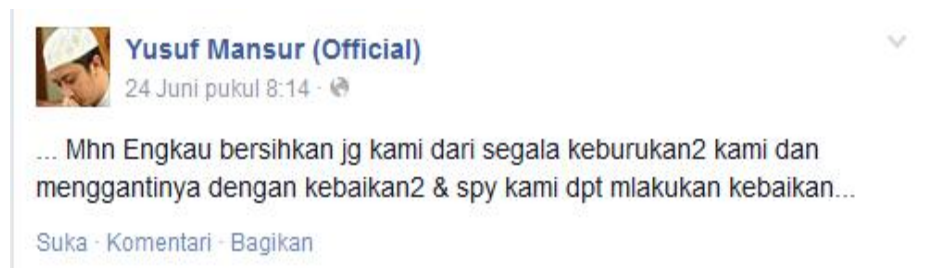 Yusuf Mansur (Official)
24 Juni pukul 8:14 ·
... Mhn Engkau bersihkan jg kami dari segala keburukan2 kami dan
menggantinya dengan kebaikan2 & spy kami dpt mlakukan kebaikan...
Suka · Komentari · Bagikan